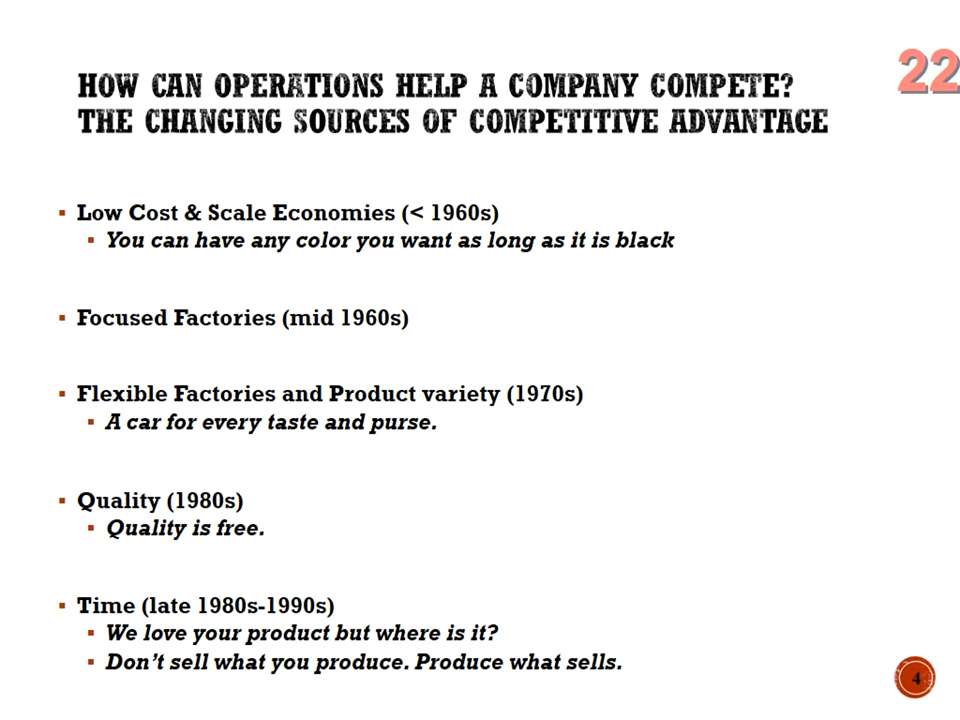 22
HOW CAN OPERATIONS HELP A COMPANY COMPETE?
THE CHANGING SOURCES OF COMPETITIVE ADVANTAGE
▪ Low Cost & Scale Economies (< 1960s)
▪ You can have any color you want as long as it is black
▪ Focused Factories (mid 1960s)
▪ Flexible Factories and Product variety (1970s)
▪ A car for every taste and purse.
▪ Quality (1980s)
▪ Quality is free.
▪ Time (late 1980s-1990s)
▪ We love your product but where is it?
▪ Don’t sell what you produce. Produce what sells.
4